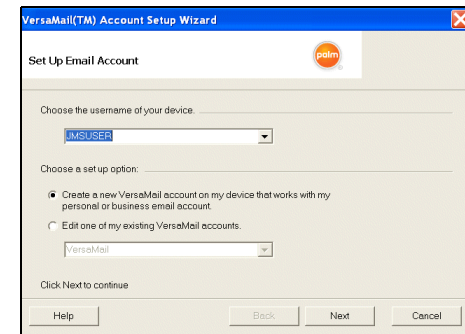 VersaMail(TM) Account Setup Wizard
Set Up Email Account
palm
Choose the username of your device.
JMSUSER
Choose a set up option:
Create a new VersaMail account on my device that works with my
personal or business email account.
Edit one of my existing VersaMail accounts.
VersaMail
Click Next to continue
Help Back Next Cancel